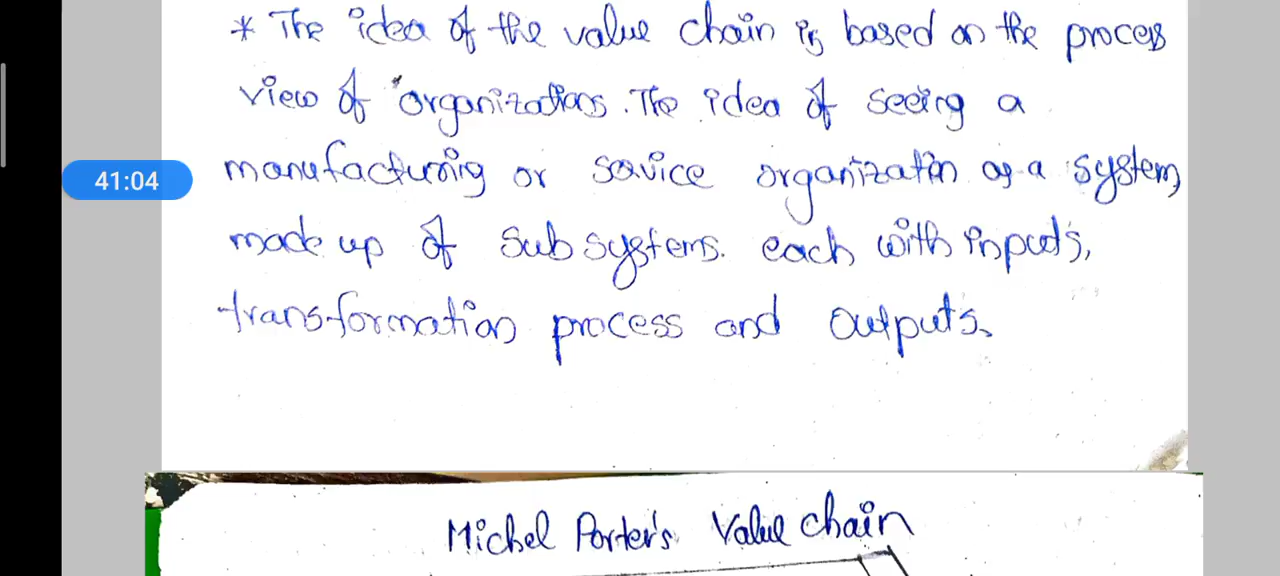 * The idea of the value chain is based on the process
view of organizations. The idea of seeing a
manufacturing or service organization as a system,
made up of subsystems. each with inputs,
transformation process and outputs.
41:04
Michel Porter's Value chain